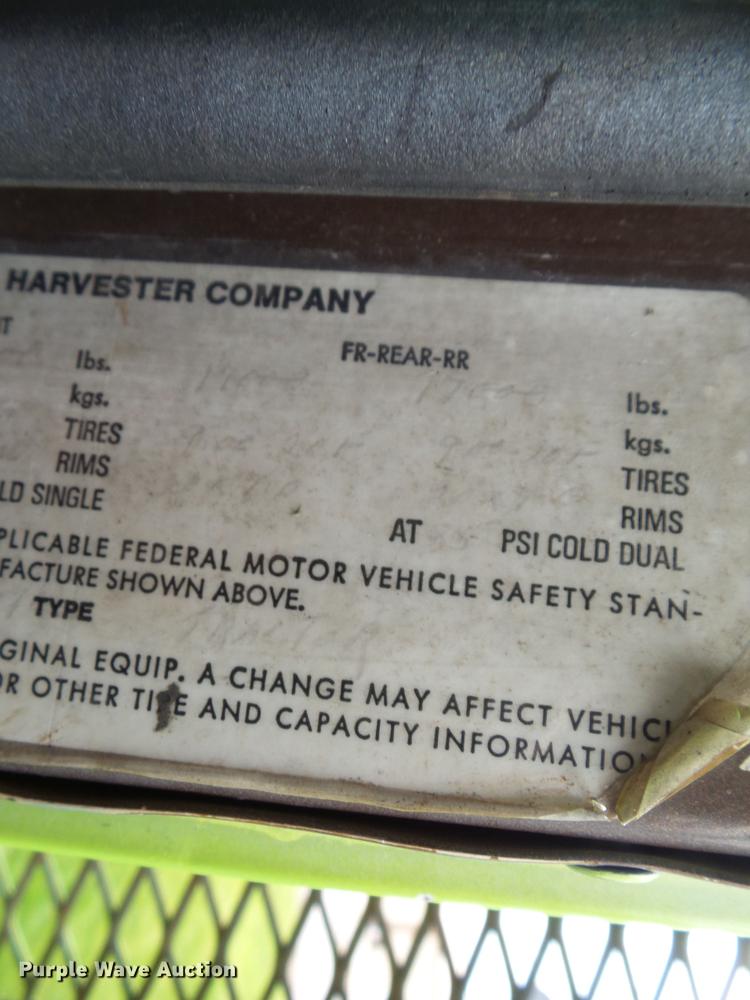 HARVESTER COMPANY
FR-REAR-RR
lbs. lbs.
kgs. kgs.
TIRES TIRES
RIMS RIMS
LD SINGLE AT PSI COLD DUAL
PLICABLE FEDERAL MOTOR VEHICLE SAFETY STAN-
FACTURE SHOWN ABOVE.
TYPE
GINAL EQUIP. A CHANGE MAY AFFECT VEHICL
OR OTHER TIRE AND CAPACITY INFORMATION
Purple Wave Auction